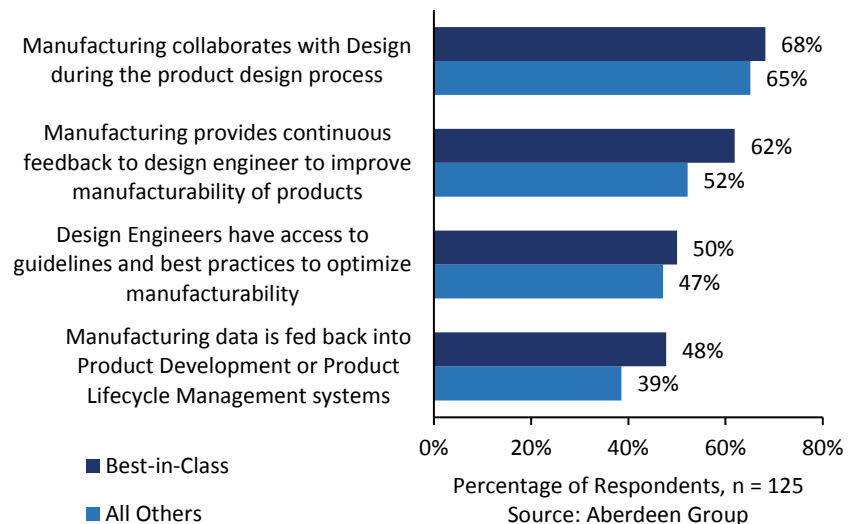 Manufacturing collaborates with Design
during the product design process
68%
65%
Manufacturing provides continuous
feedback to design engineer to improve
manufacturability of products
62%
52%
Design Engineers have access to
guidelines and best practices to optimize
manufacturability
50%
47%
Manufacturing data is fed back into
Product Development or Product
Lifecycle Management systems
48%
39%
0% 20% 40% 60% 80%
Best-in-Class
All Others
Percentage of Respondents, n = 125
Source: Aberdeen Group